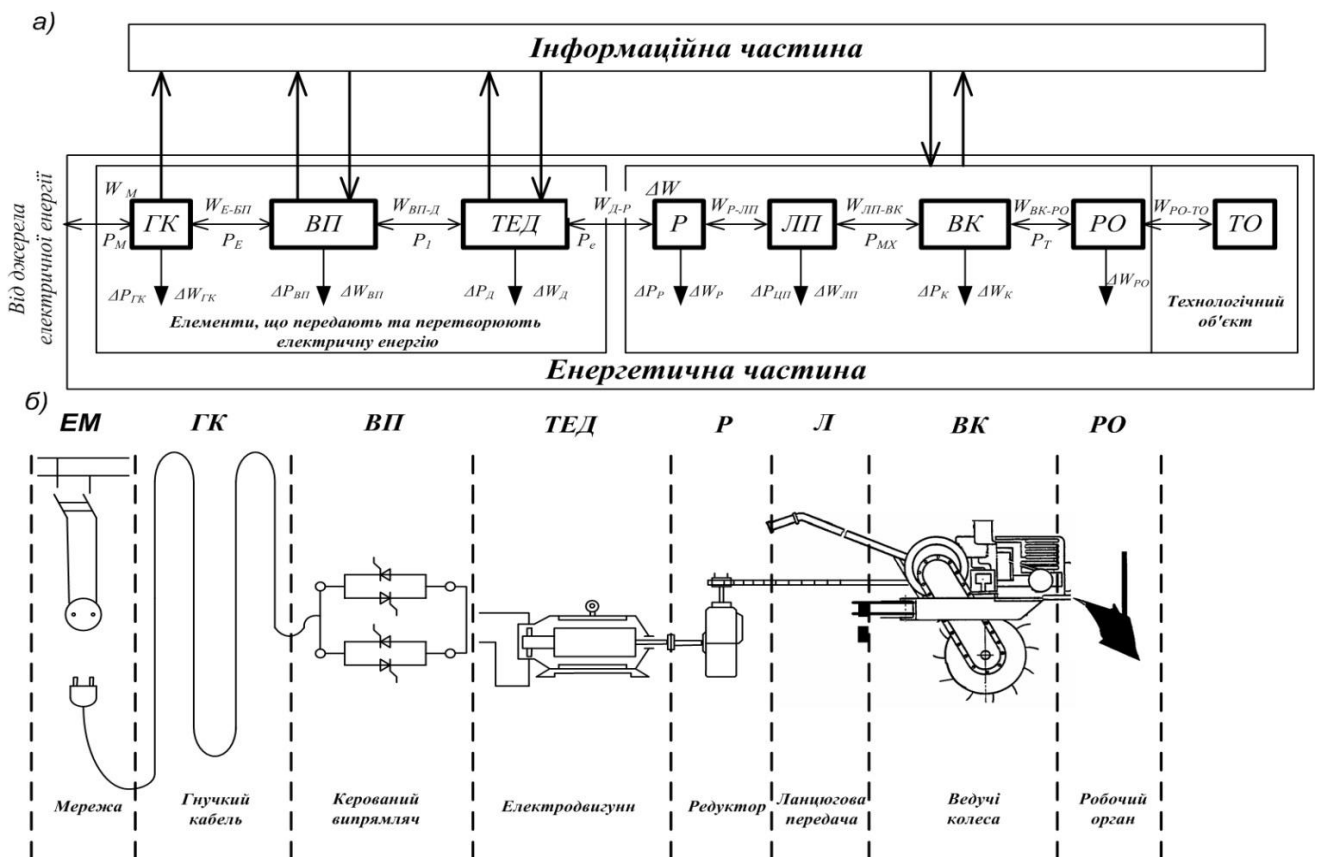 а)
Інформаційна частина
Від джерела
електричної енергії
W_М W_Е-БП W_ВП-Д W_Д-Р ΔW W_Р-ЛП W_ЛП-ВК W_ВК-РО W_РО-ТО
ГК ВП ТЕД Р ЛП ВК РО ТО
P_М P_Е P_1 P_е P_МХ P_Т
ΔP_ГК ΔW_ГК ΔP_ВП ΔW_ВП ΔP_Д ΔW_Д ΔP_Р ΔW_Р ΔP_ЦП ΔW_ЛП ΔP_К ΔW_К ΔW_РО
Елементи, що передають та перетворюють
електричну енергію
Технологічний
об'єкт
Енергетична частина
б)
ЕМ ГК ВП ТЕД Р Л ВК РО
Мережа
Гнучкий
кабель
Керований
випрямляч
Електродвигунн
Редуктор
Ланцюгова
передача
Ведучі
колеса
Робочий
орган